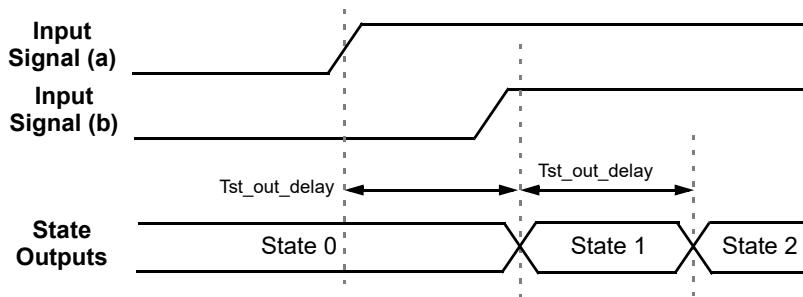 Input
Signal (a)
Input
Signal (b)
Tst_out_delay
Tst_out_delay
State
Outputs
State 0
State 1
State 2